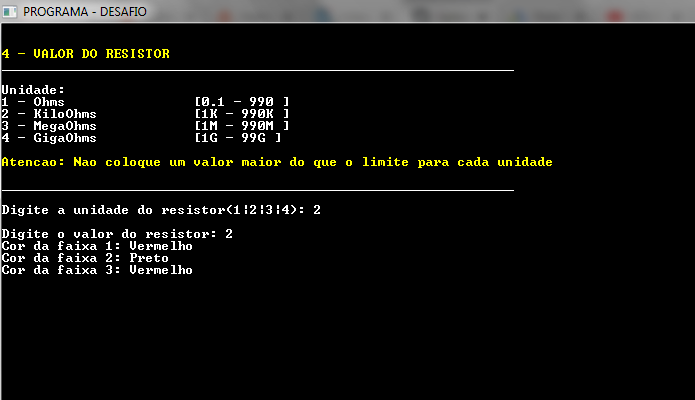 PROGRAMA - DESAFIO
4 - VALOR DO RESISTOR
Unidade:
1 - Ohms [0.1 - 990 ]
2 - KiloOhms [1K - 990K ]
3 - MegaOhms [1M - 990M ]
4 - GigaOhms [1G - 99G ]
Atencao: Nao coloque um valor maior do que o limite para cada unidade
Digite a unidade do resistor(1|2|3|4): 2
Digite o valor do resistor: 2
Cor da faixa 1: Vermelho
Cor da faixa 2: Preto
Cor da faixa 3: Vermelho